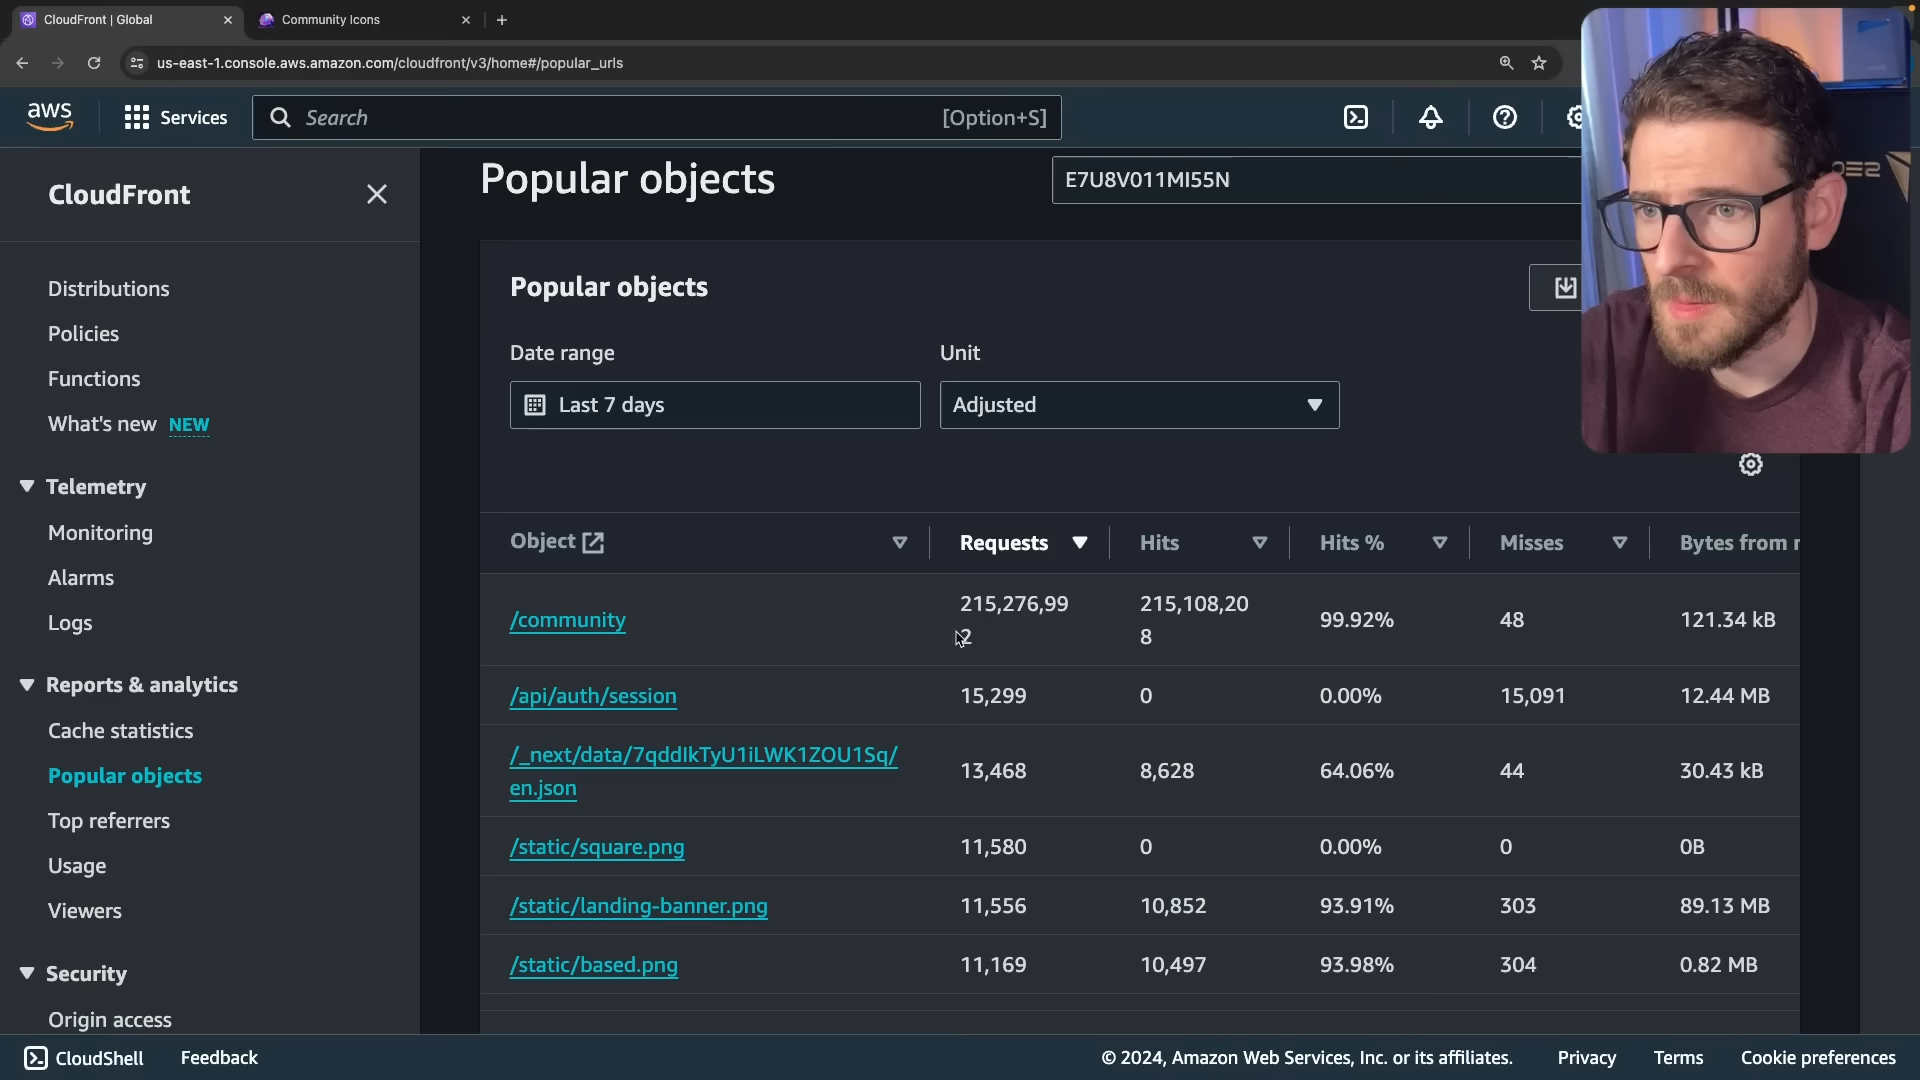 CloudFront | Global
Community Icons
us-east-1.console.aws.amazon.com/cloudfront/v3/home#/popular_urls
aws
Services
Search
[Option+S]
CloudFront
Distributions
Policies
Functions
What's new NEW
Telemetry
Monitoring
Alarms
Logs
Reports & analytics
Cache statistics
Popular objects
Top referrers
Usage
Viewers
Security
Origin access
Popular objects
E7U8V011MI55N
Popular objects
Date range
Unit
Last 7 days
Adjusted
Object Requests Hits Hits % Misses Bytes from
/community 215,276,99 215,108,20 99.92% 48 121.34 kB
2 8
/api/auth/session 15,299 0 0.00% 15,091 12.44 MB
/_next/data/7qddIkTyU1iLWK1ZOU1Sq/ 13,468 8,628 64.06% 44 30.43 kB
en.json
/static/square.png 11,580 0 0.00% 0 0B
/static/landing-banner.png 11,556 10,852 93.91% 303 89.13 MB
/static/based.png 11,169 10,497 93.98% 304 0.82 MB
CloudShell
Feedback
© 2024, Amazon Web Services, Inc. or its affiliates.
Privacy
Terms
Cookie preferences